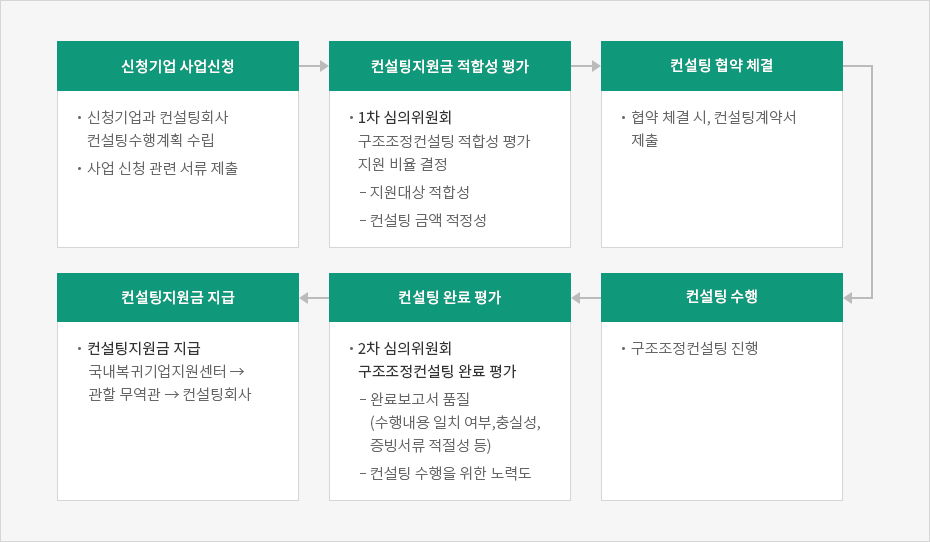 신청기업 사업신청
• 신청기업과 컨설팅회사
컨설팅수행계획 수립
• 사업 신청 관련 서류 제출
컨설팅지원금 적합성 평가
• 1차 심의위원회
구조조정컨설팅 적합성 평가
지원 비율 결정
– 지원대상 적합성
– 컨설팅 금액 적정성
컨설팅 협약 체결
• 협약 체결 시, 컨설팅계약서
제출
컨설팅 수행
• 구조조정컨설팅 진행
컨설팅 완료 평가
• 2차 심의위원회
구조조정컨설팅 완료 평가
– 완료보고서 품질
(수행내용 일치 여부,충실성,
증빙서류 적절성 등)
– 컨설팅 수행을 위한 노력도
컨설팅지원금 지급
• 컨설팅지원금 지급
국내복귀기업지원센터 →
관할 무역관 → 컨설팅회사